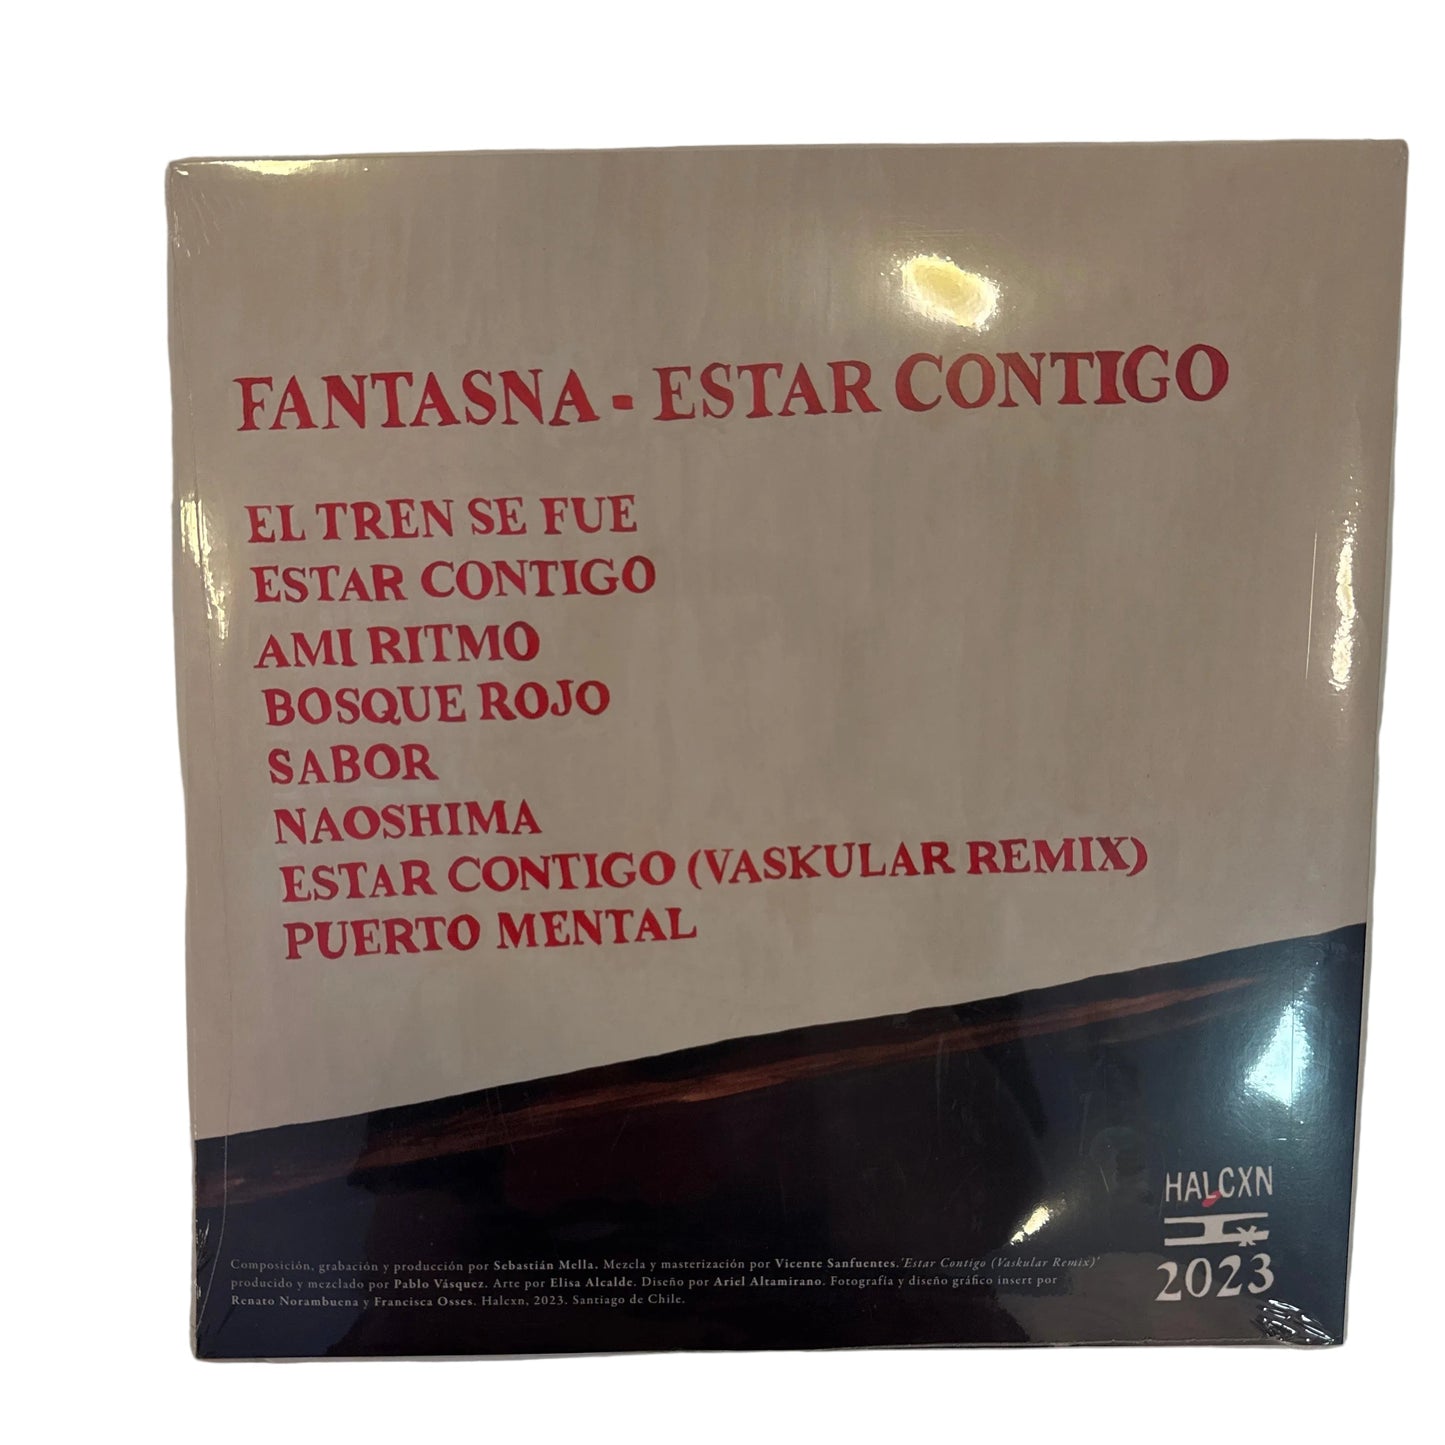 FANTASNA - ESTAR CONTIGO
EL TREN SE FUE
ESTAR CONTIGO
AMI RITMO
BOSQUE ROJO
SABOR
NAOSHIMA
ESTAR CONTIGO (VASKULAR REMIX)
PUERTO MENTAL
HALCXN
2023
Composición, grabación y producción por Sebastián Mella. Mezcla y masterización por Vicente Sanfuentes. 'Estar Contigo (Vaskular Remix)'
producido y mezclado por Pablo Vásquez. Arte por Elisa Alcalde. Diseño por Ariel Altamirano. Fotografía y diseño gráfico insert por
Renato Norambuena y Francisca Osses. Halcxn, 2023. Santiago de Chile.